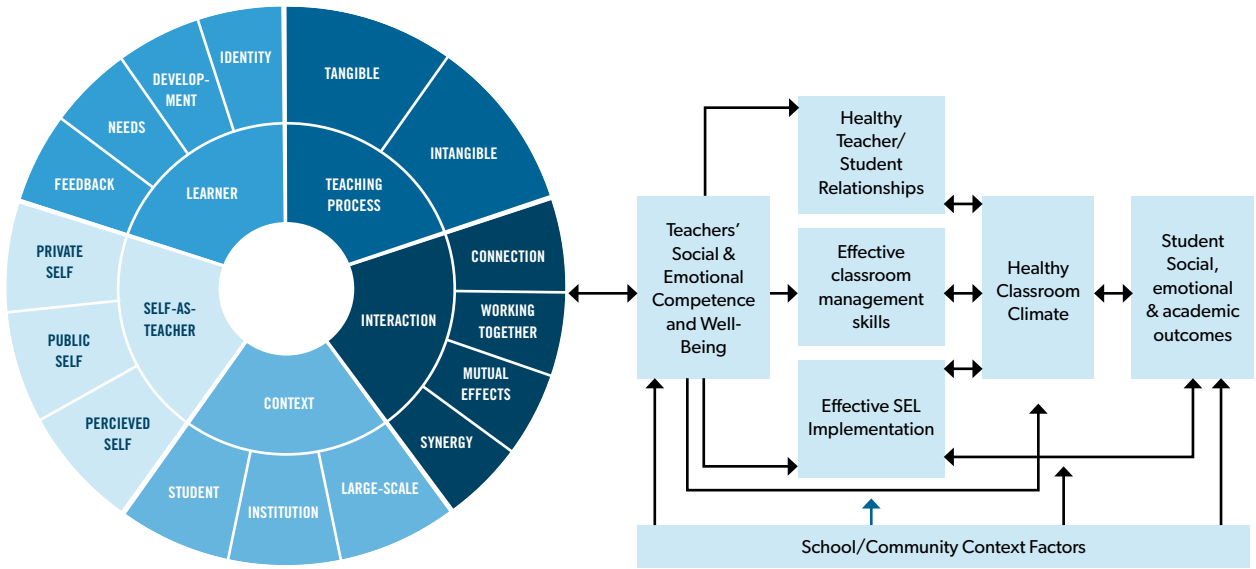 IDENTITY
DEVELOP-
MENT
NEEDS
FEEDBACK
LEARNER
TANGIBLE
INTANGIBLE
TEACHING
PROCESS
CONNECTION
WORKING
TOGETHER
MUTUAL
EFFECTS
SYNERGY
INTERACTION
LARGE-SCALE
INSTITUTION
STUDENT
CONTEXT
PERCIEVED
SELF
PUBLIC
SELF
PRIVATE
SELF
SELF-AS-
TEACHER
Teachers’
Social &
Emotional
Competence
and Well-
Being
Healthy
Teacher/
Student
Relationships
Effective
classroom
management
skills
Effective SEL
Implementation
Healthy
Classroom
Climate
Student
Social,
emotional
& academic
outcomes
School/Community Context Factors